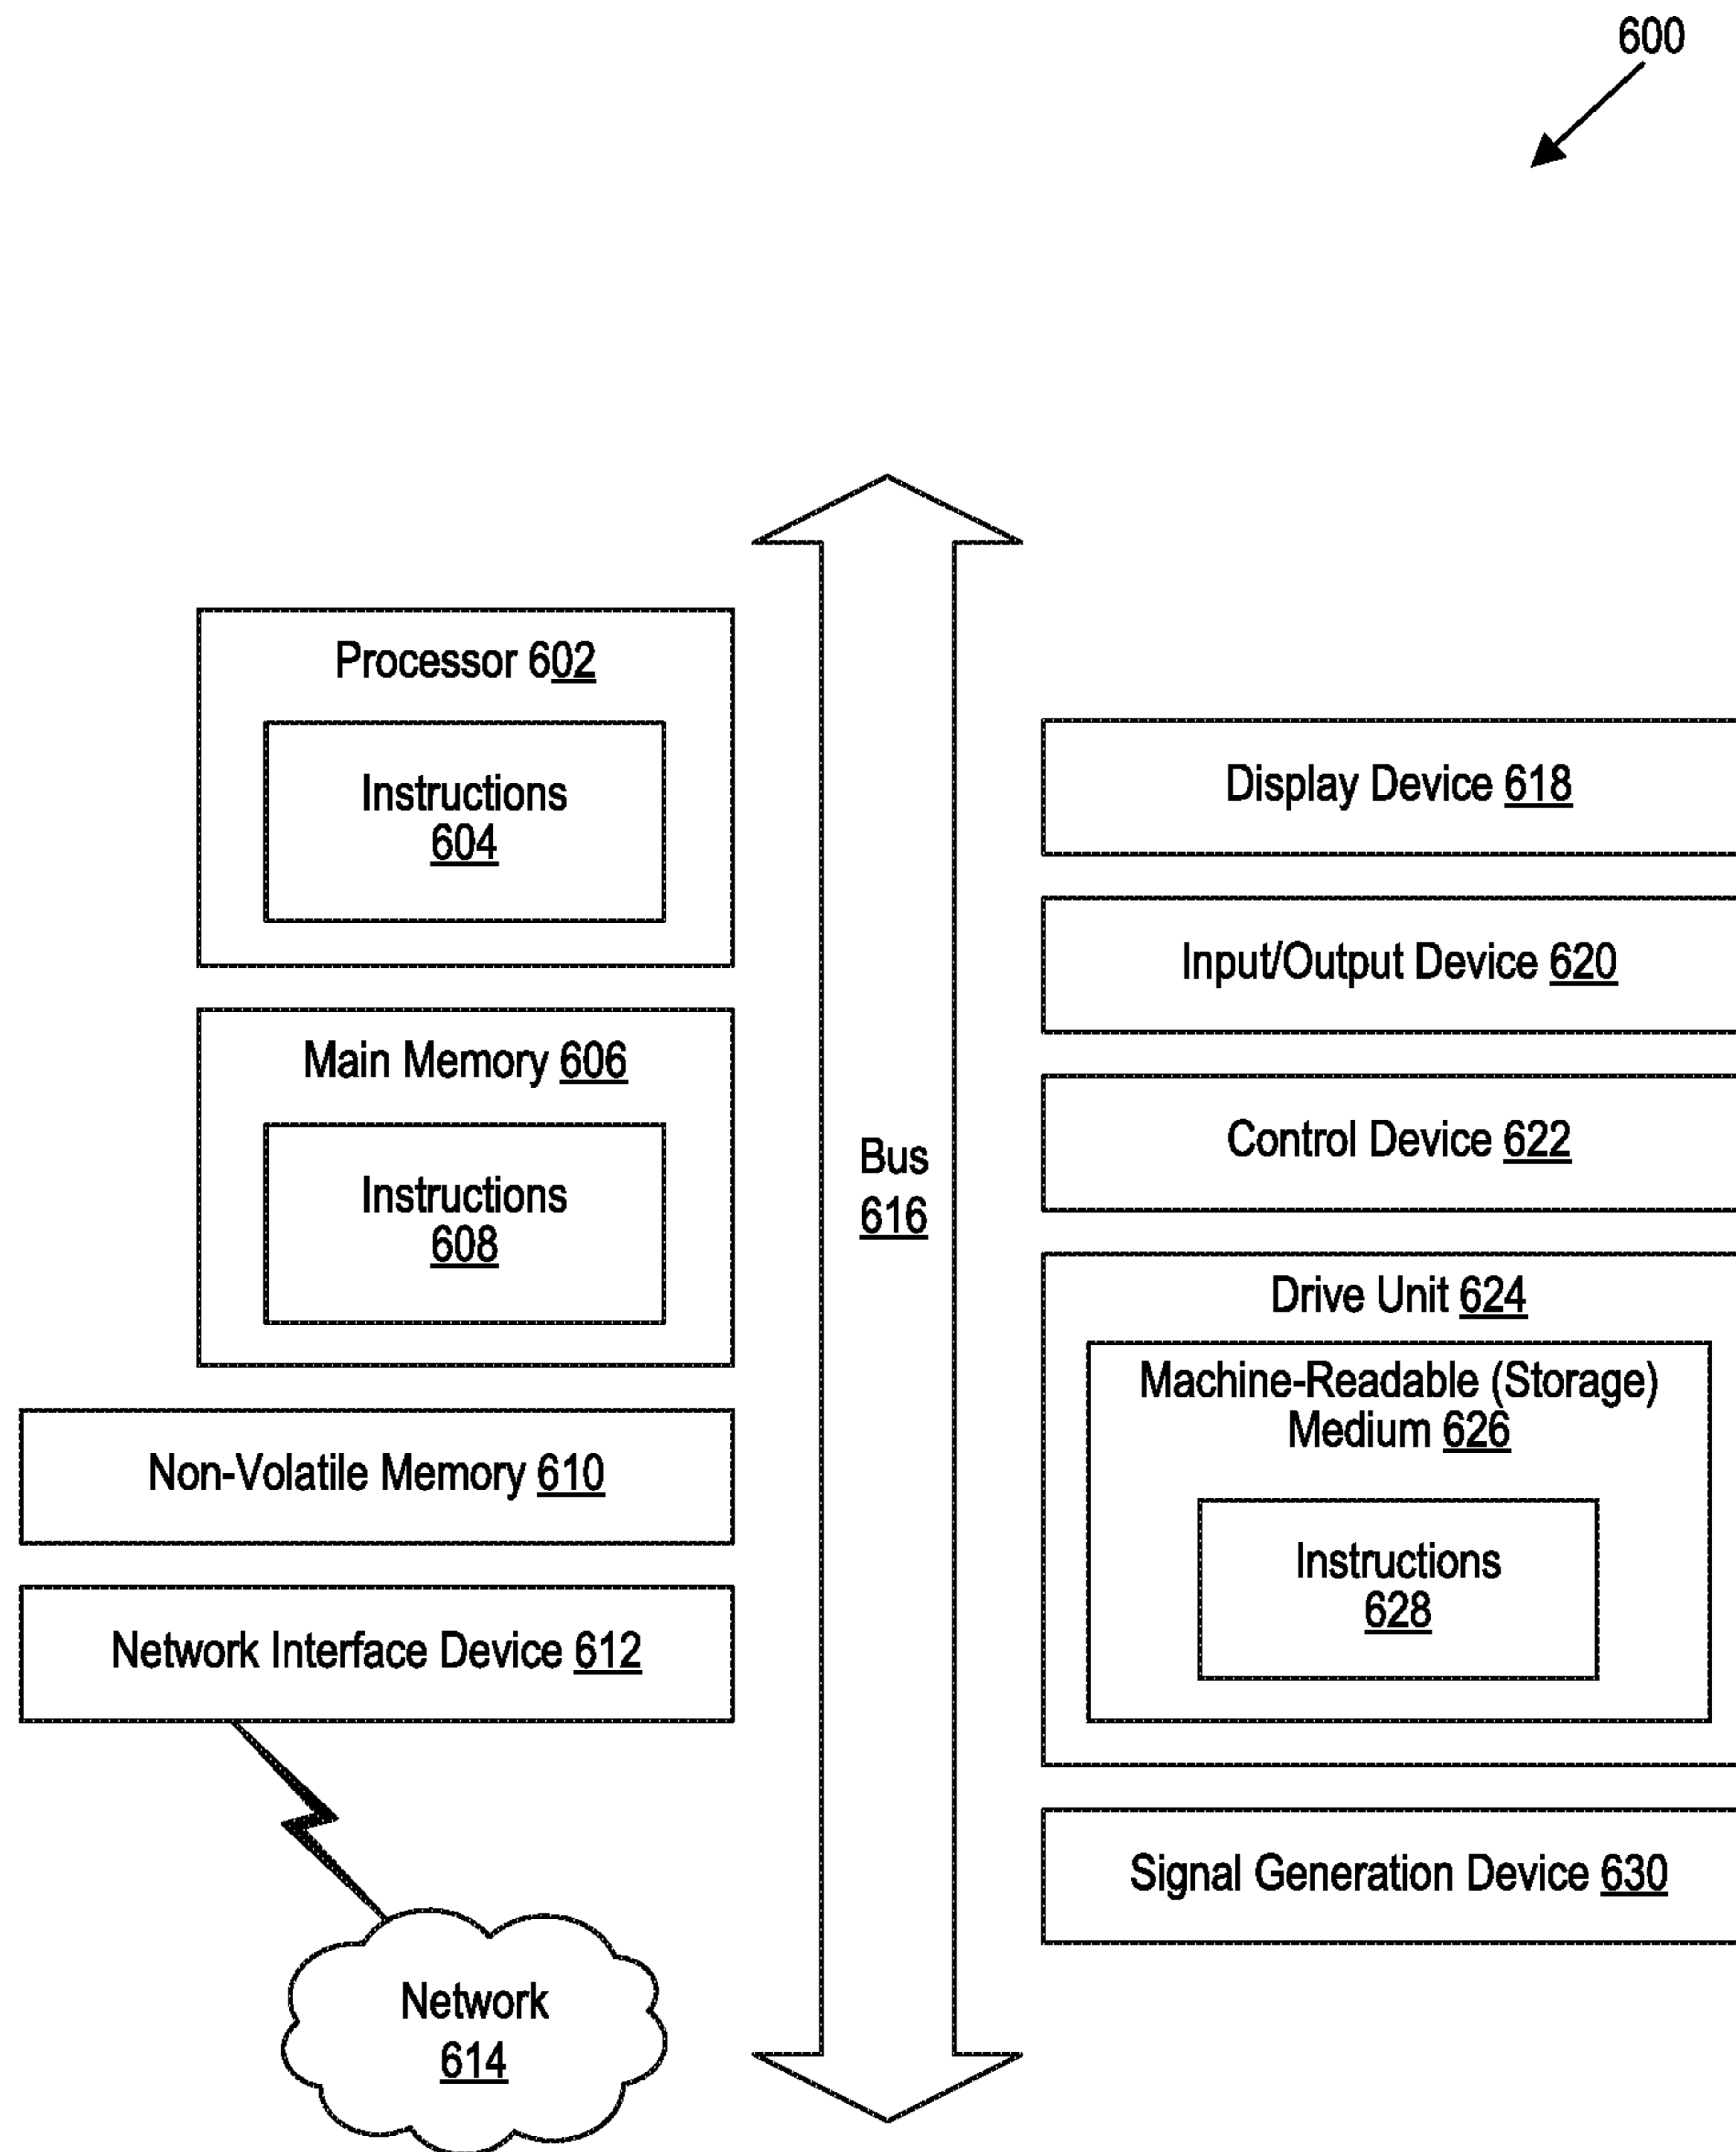 600
Processor 602
Instructions
604
Main Memory 606
Instructions
608
Non-Volatile Memory 610
Network Interface Device 612
Network
614
Bus
616
Display Device 618
Input/Output Device 620
Control Device 622
Drive Unit 624
Machine-Readable (Storage)
Medium 626
Instructions
628
Signal Generation Device 630